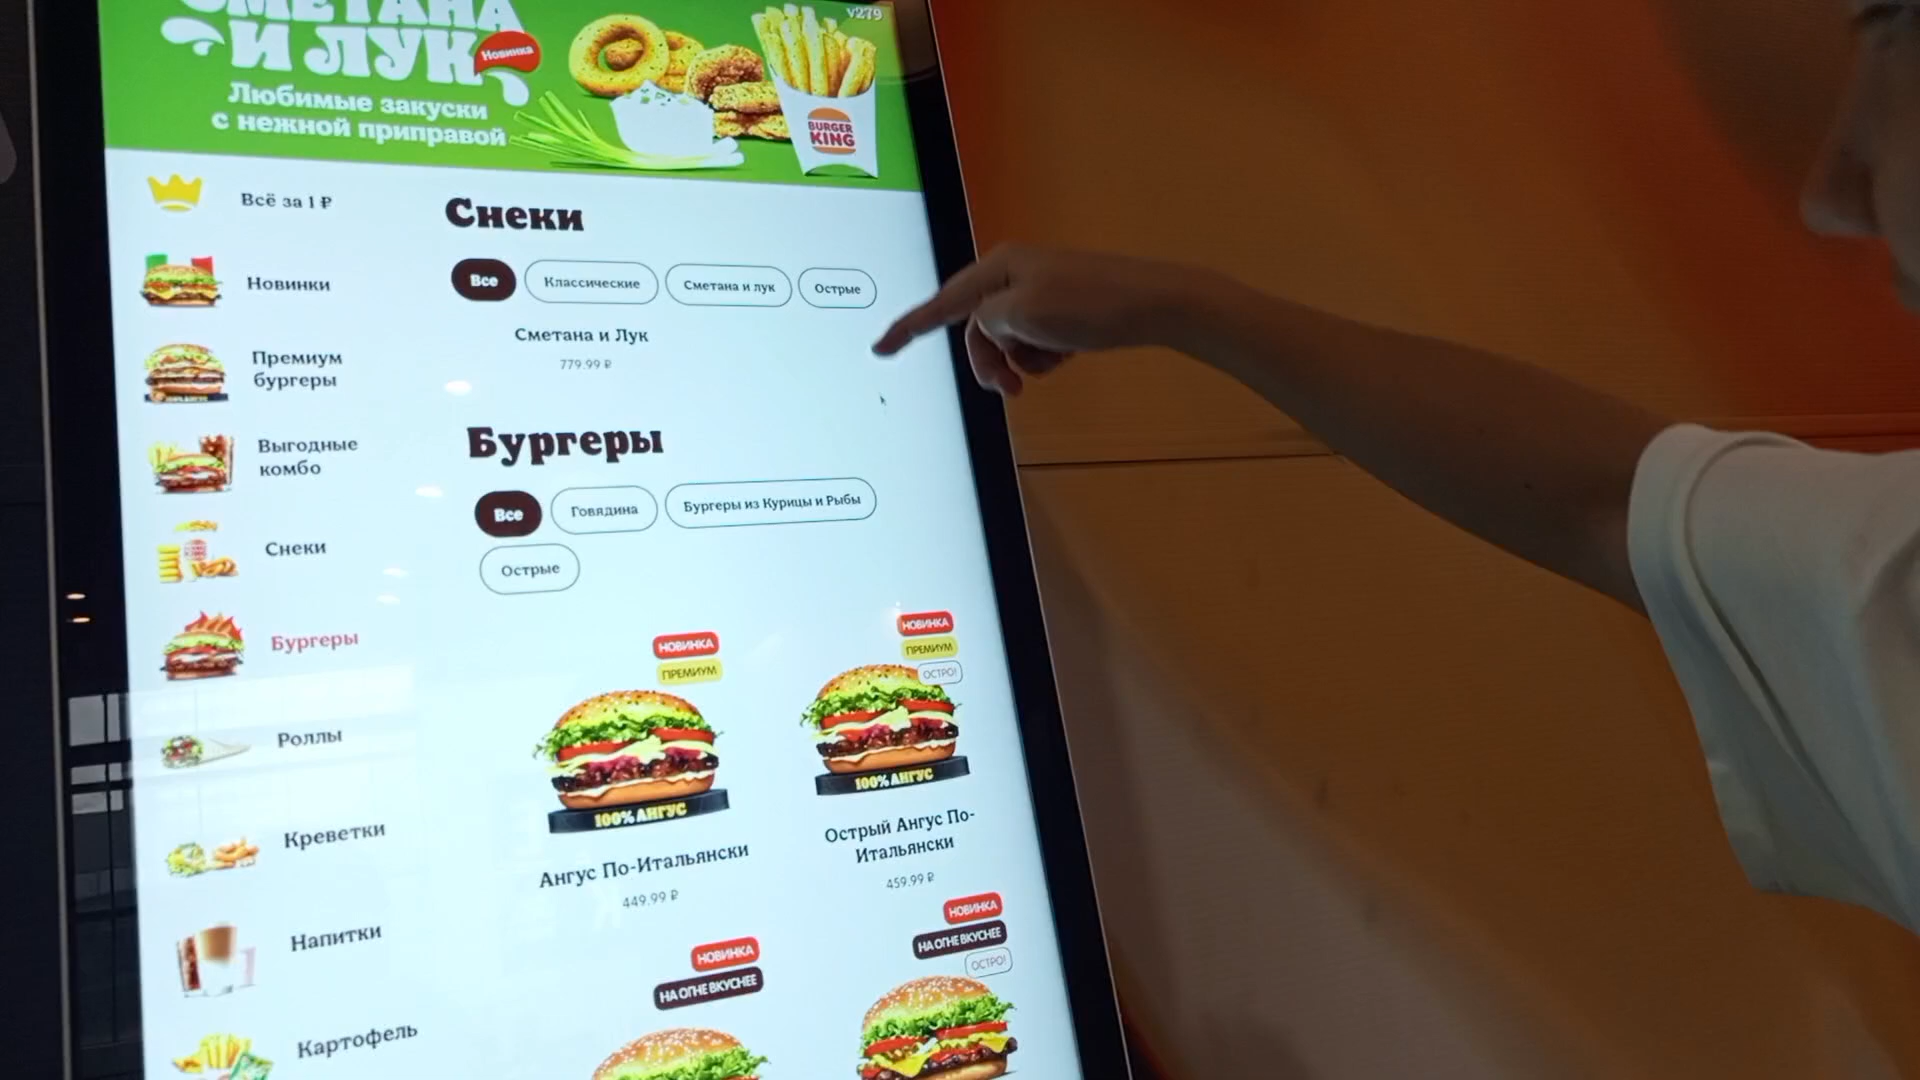 СМЕТАНА
И ЛУК
Новинка
Любимые закуски
с нежной приправой
v279
BURGER
KING
Всё за 1 ₽
Новинки
Премиум
бургеры
Выгодные
комбо
Снеки
Бургеры
Роллы
Креветки
Напитки
Картофель
Снеки
Все
Классические
Сметана и лук
Острые
Сметана и Лук
779.99 ₽
Бургеры
Все
Говядина
Бургеры из Курицы и Рыбы
Острые
НОВИНКА
ПРЕМИУМ
100% АНГУС
Ангус По-Итальянски
449.99 ₽
НОВИНКА
ПРЕМИУМ
ОСТРО!
100% АНГУС
Острый Ангус По-
Итальянски
459.99 ₽
НОВИНКА
НА ОГНЕ ВКУСНЕЕ
НОВИНКА
НА ОГНЕ ВКУСНЕЕ
ОСТРО!